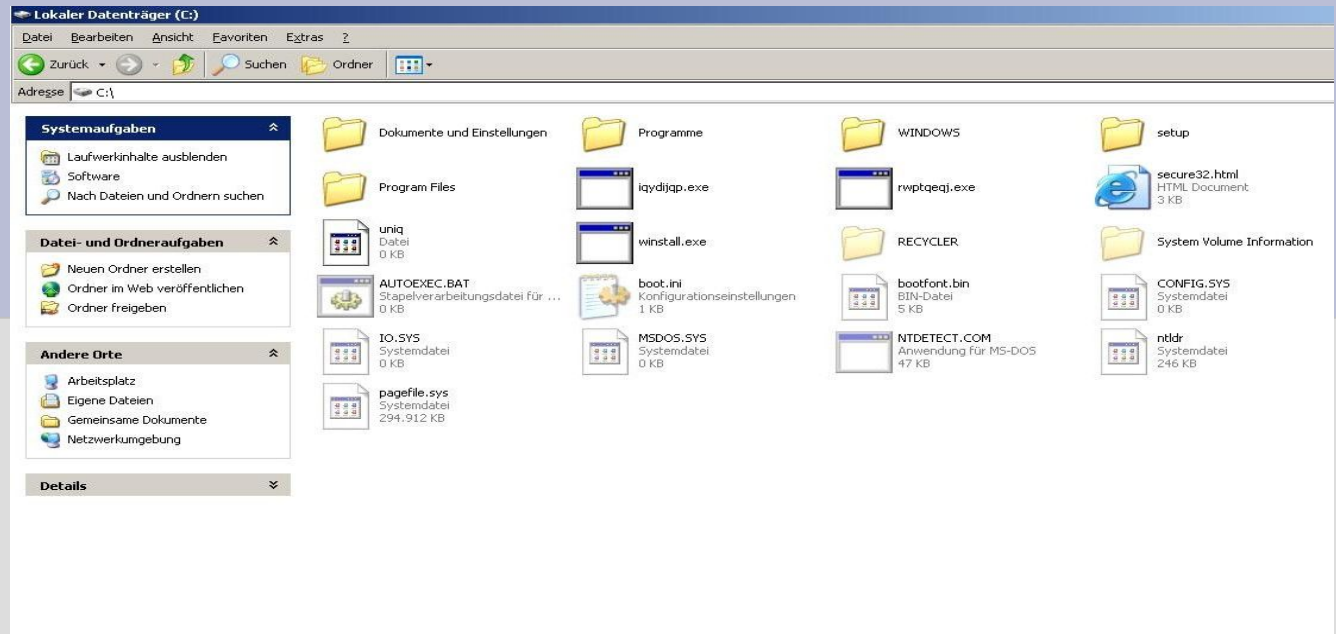 Lokaler Datenträger (C:)
Datei Bearbeiten Ansicht Favoriten Extras ?
Zurück Suchen Ordner
Adresse C:\
Systemaufgaben
Laufwerkinhalte ausblenden
Software
Nach Dateien und Ordnern suchen
Datei- und Ordneraufgaben
Neuen Ordner erstellen
Ordner im Web veröffentlichen
Ordner freigeben
Andere Orte
Arbeitsplatz
Eigene Dateien
Gemeinsame Dokumente
Netzwerkumgebung
Details
Dokumente und Einstellungen
Programme
WINDOWS
setup
Program Files
iqydijqp.exe
rwptqeqj.exe
secure32.html
HTML Document
3 KB
uniq
Datei
0 KB
winstall.exe
RECYCLER
System Volume Information
AUTOEXEC.BAT
Stapelverarbeitungsdatei für ...
0 KB
boot.ini
Konfigurationseinstellungen
1 KB
bootfont.bin
BIN-Datei
5 KB
CONFIG.SYS
Systemdatei
0 KB
IO.SYS
Systemdatei
0 KB
MSDOS.SYS
Systemdatei
0 KB
NTDETECT.COM
Anwendung für MS-DOS
47 KB
ntldr
Systemdatei
246 KB
pagefile.sys
Systemdatei
294.912 KB